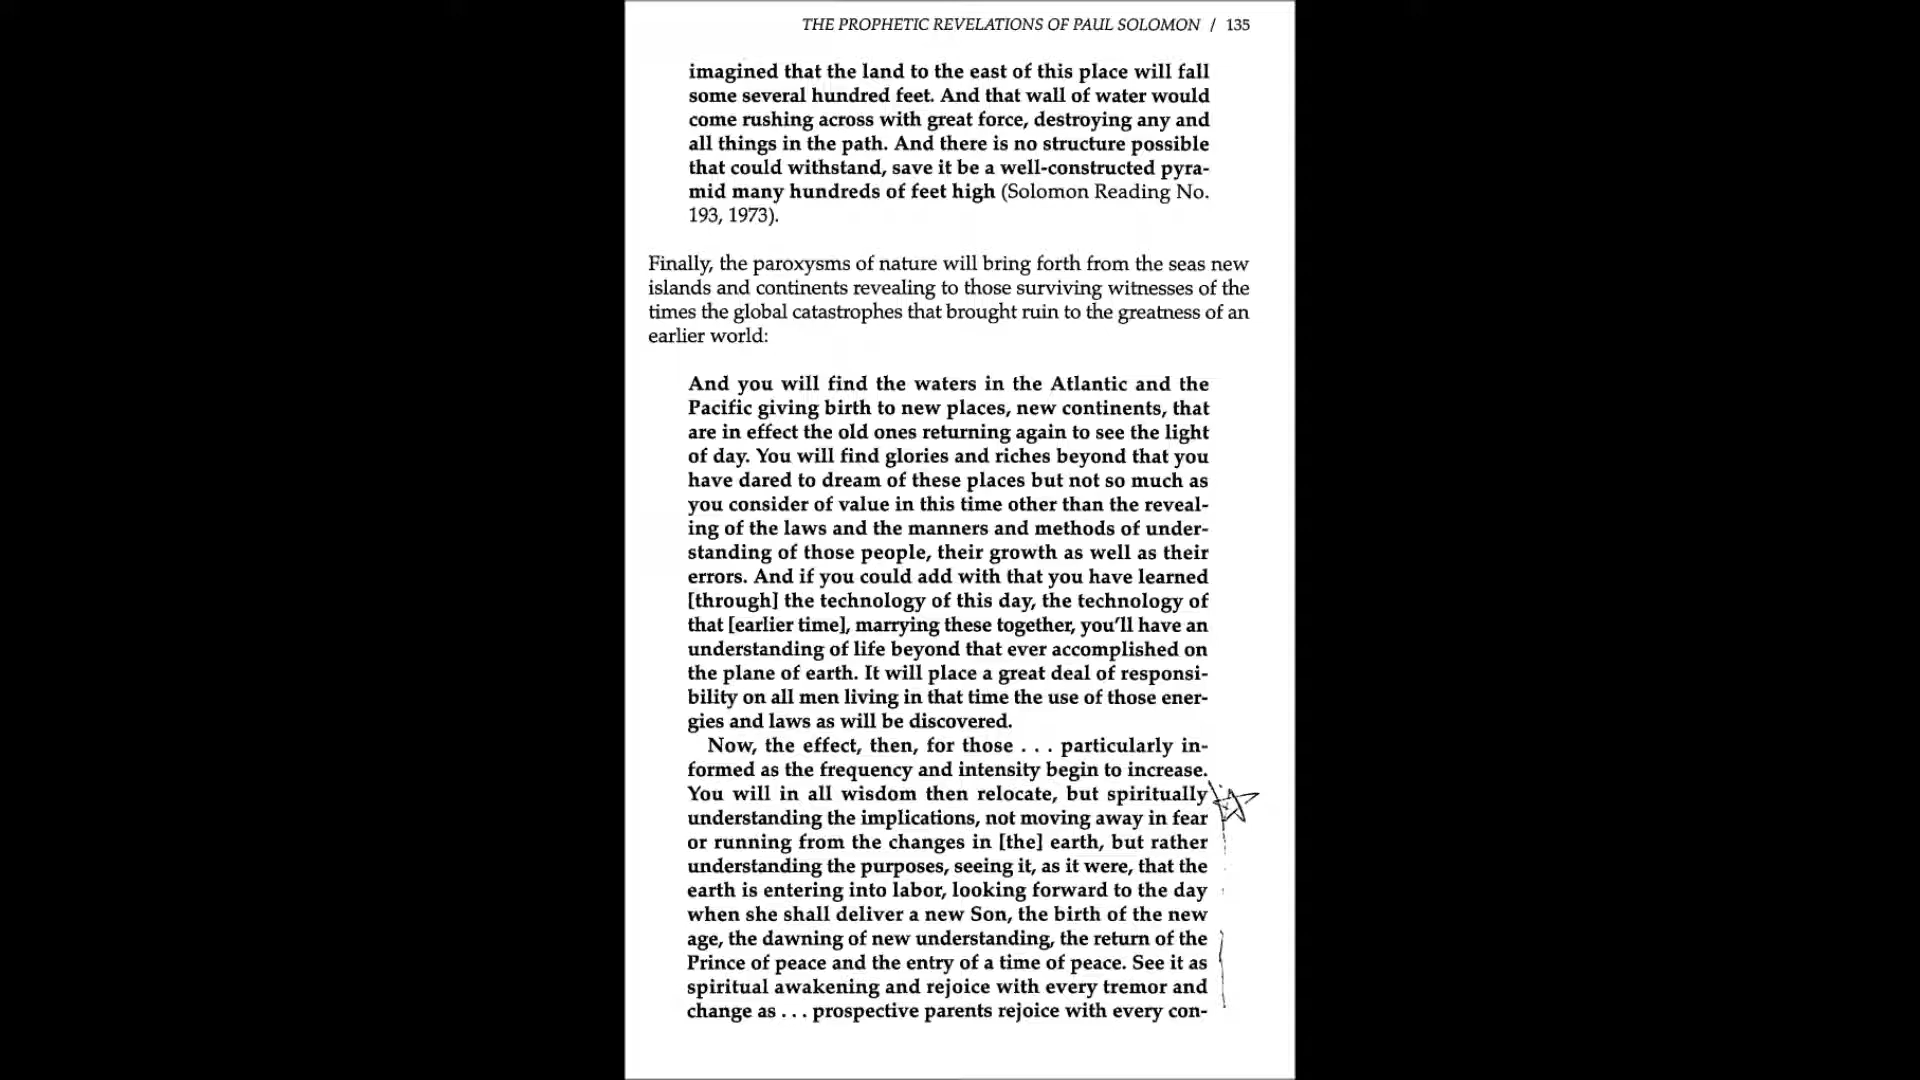 THE PROPHETIC REVELATIONS OF PAUL SOLOMON / 135
imagined that the land to the east of this place will fall
some several hundred feet. And that wall of water would
come rushing across with great force, destroying any and
all things in the path. And there is no structure possible
that could withstand, save it be a well-constructed pyra-
mid many hundreds of feet high (Solomon Reading No.
193, 1973).
Finally, the paroxysms of nature will bring forth from the seas new
islands and continents revealing to those surviving witnesses of the
times the global catastrophes that brought ruin to the greatness of an
earlier world:
And you will find the waters in the Atlantic and the
Pacific giving birth to new places, new continents, that
are in effect the old ones returning again to see the light
of day. You will find glories and riches beyond that you
have dared to dream of these places but not so much as
you consider of value in this time other than the reveal-
ing of the laws and the manners and methods of under-
standing of those people, their growth as well as their
errors. And if you could add with that you have learned
[through] the technology of this day, the technology of
that [earlier time], marrying these together, you'll have an
understanding of life beyond that ever accomplished on
the plane of earth. It will place a great deal of responsi-
bility on all men living in that time the use of those ener-
gies and laws as will be discovered.
Now, the effect, then, for those . . . particularly in-
formed as the frequency and intensity begin to increase.
You will in all wisdom then relocate, but spiritually
understanding the implications, not moving away in fear
or running from the changes in [the] earth, but rather
understanding the purposes, seeing it, as it were, that the
earth is entering into labor, looking forward to the day
when she shall deliver a new Son, the birth of the new
age, the dawning of new understanding, the return of the
Prince of peace and the entry of a time of peace. See it as
spiritual awakening and rejoice with every tremor and
change as . . . prospective parents rejoice with every con-